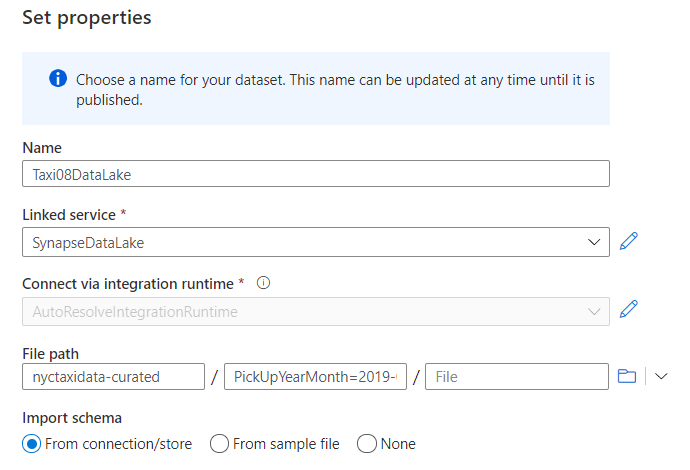 Set properties
Choose a name for your dataset. This name can be updated at any time until it is
published.
Name
Taxi08DataLake
Linked service *
SynapseDataLake
Connect via integration runtime *
AutoResolveIntegrationRuntime
File path
nyctaxidata-curated / PickUpYearMonth=2019- / File
Import schema
From connection/store From sample file None